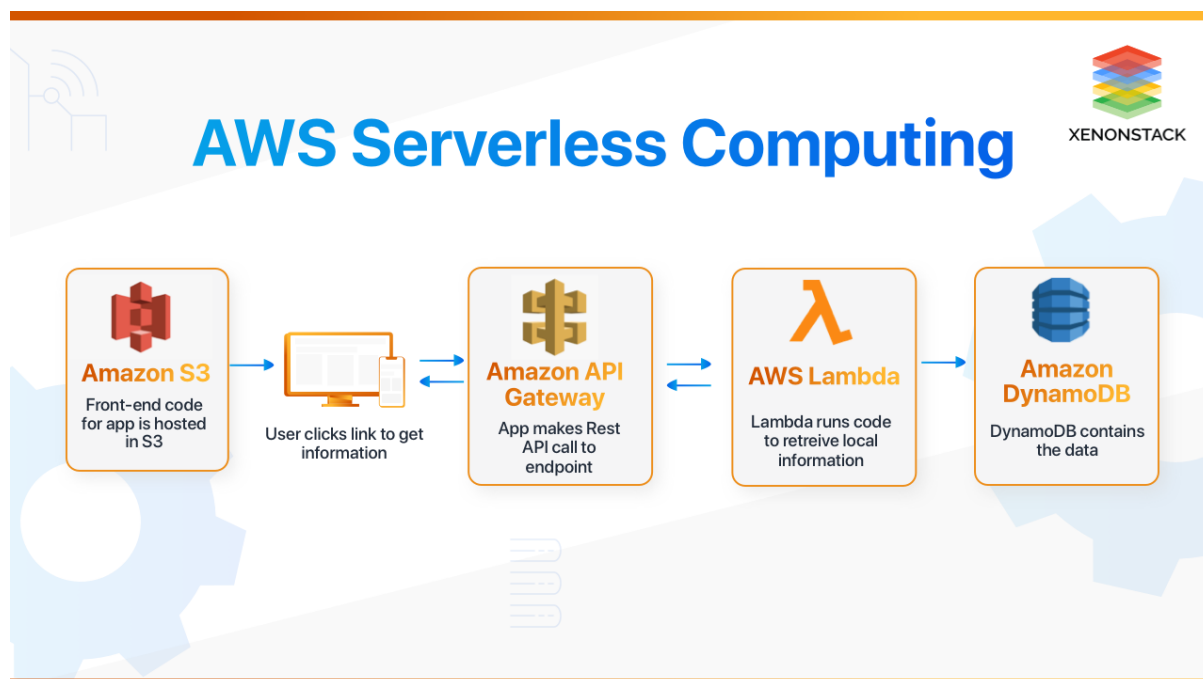 XENONSTACK
AWS Serverless Computing
Amazon S3
Front-end code
for app is hosted
in S3
User clicks link to get
information
Amazon API
Gateway
App makes Rest
API call to
endpoint
AWS Lambda
Lambda runs code
to retreive local
information
Amazon
DynamoDB
DynamoDB contains
the data